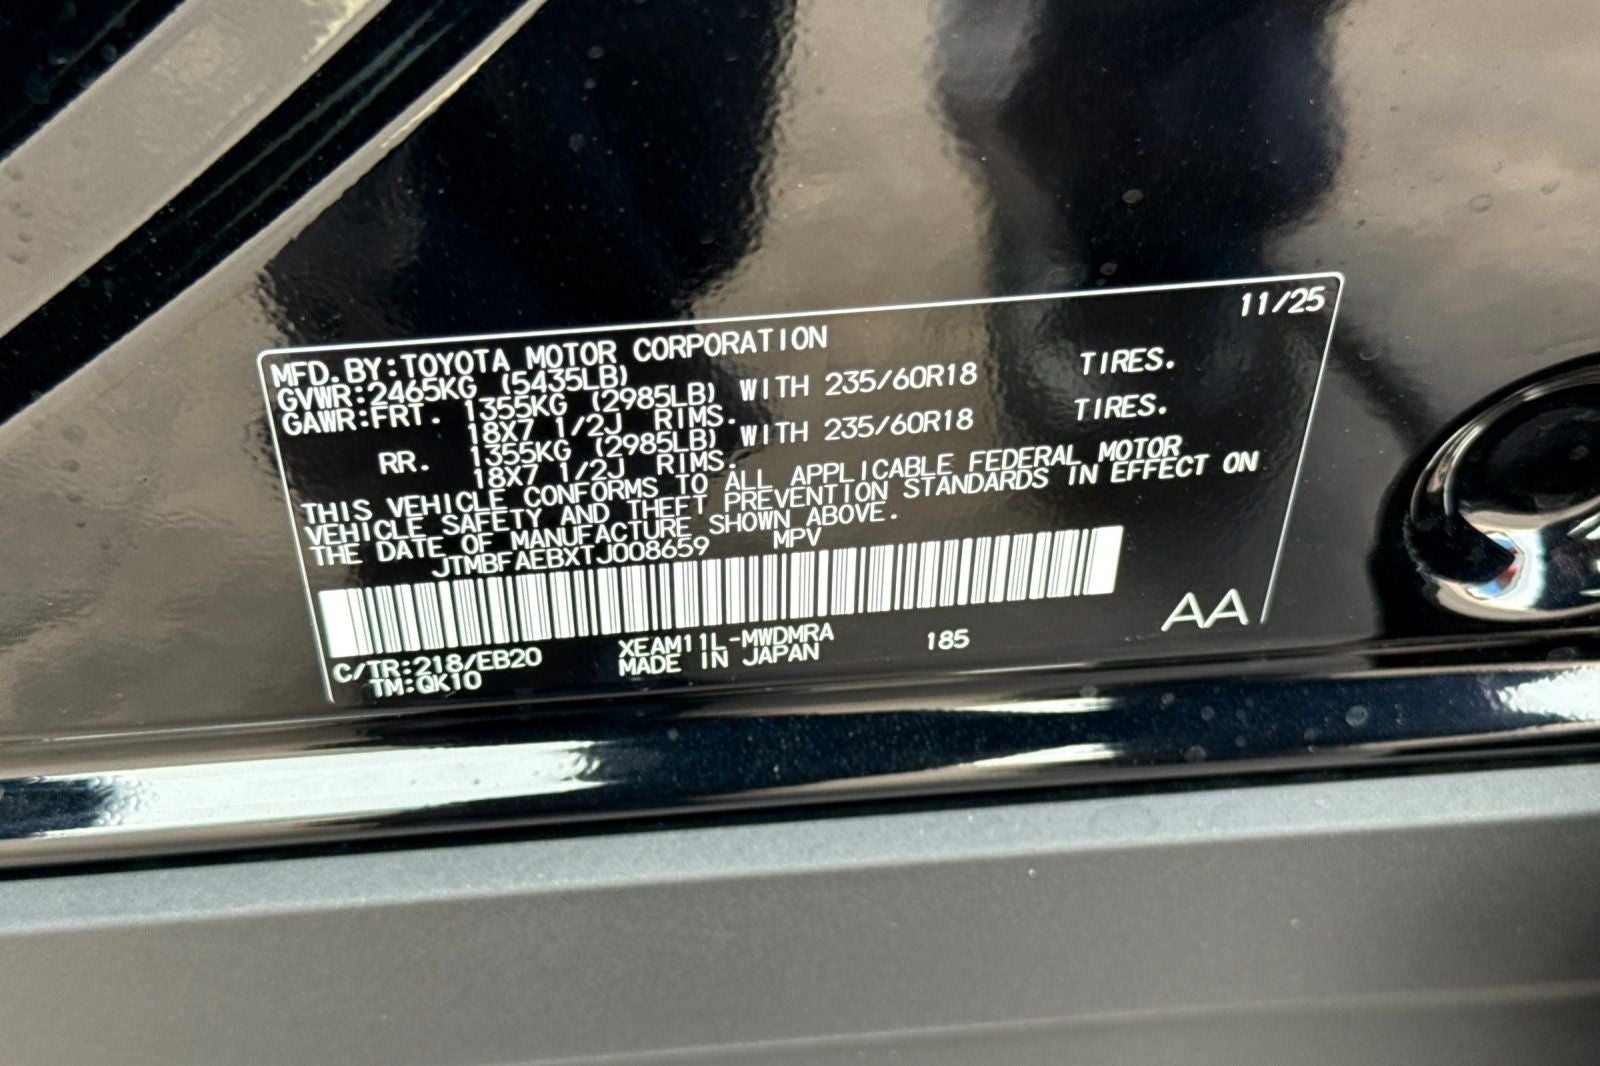 11/25
MFD.BY:TOYOTA MOTOR CORPORATION
GVWR:2465KG (5435LB)
GAWR:FRT. 1355KG (2985LB) WITH 235/60R18 TIRES.
18X7 1/2J RIMS.
RR. 1355KG (2985LB) WITH 235/60R18 TIRES.
18X7 1/2J RIMS.
THIS VEHICLE CONFORMS TO ALL APPLICABLE FEDERAL MOTOR
VEHICLE SAFETY AND THEFT PREVENTION STANDARDS IN EFFECT ON
THE DATE OF MANUFACTURE SHOWN ABOVE.
JTMBFAEBXTJ008659 MPV
C/TR:218/EB20 XEAM11L-MWDMRA 185 AA
TM:QK10 MADE IN JAPAN